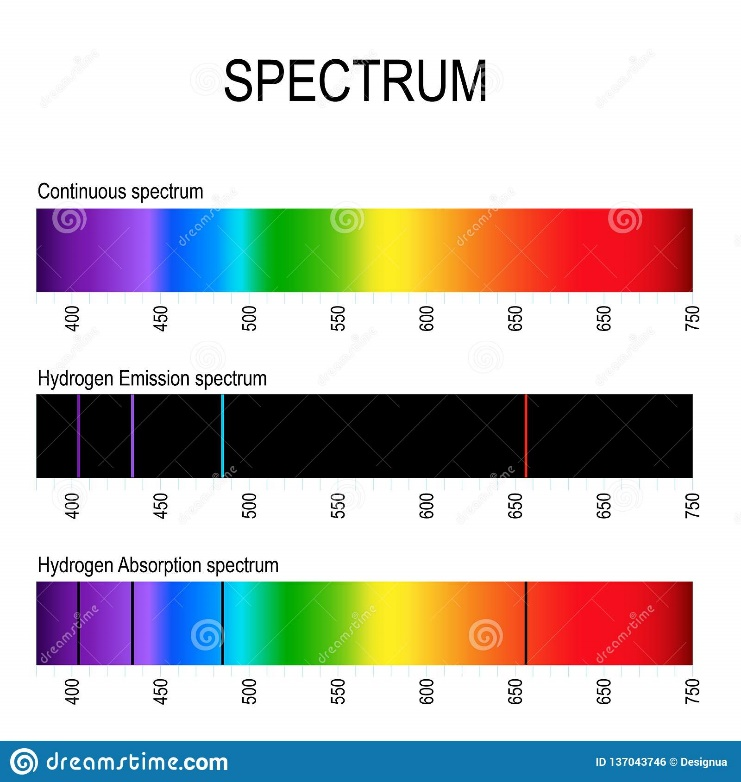 SPECTRUM
Continuous spectrum
400 450 500 550 600 650 650 750
Hydrogen Emission spectrum
400 450 500 550 600 650 650 750
Hydrogen Absorption spectrum
400 450 500 550 600 650 650 750
dreamstime.com ID 137043746 © Designua